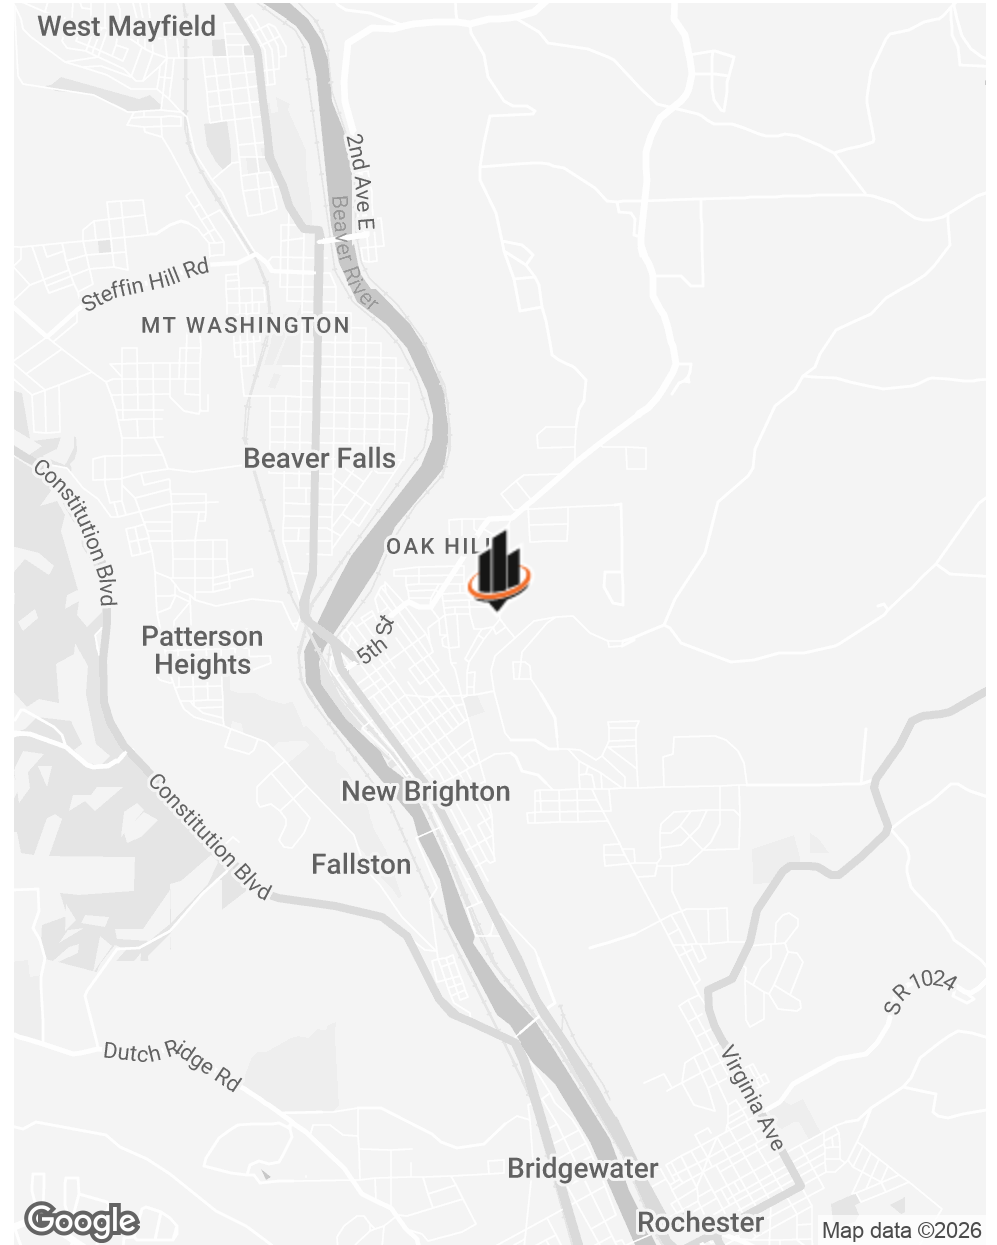 West Mayfield
2nd Ave E
Beaver River
Steffin Hill Rd
MT WASHINGTON
Beaver Falls
Constitution Blvd
OAK HILL
5th St
Patterson
Heights
Constitution Blvd
New Brighton
Fallston
S R 1024
Dutch Ridge Rd
Virginia Ave
Bridgewater
Rochester
Google
Map data ©2026